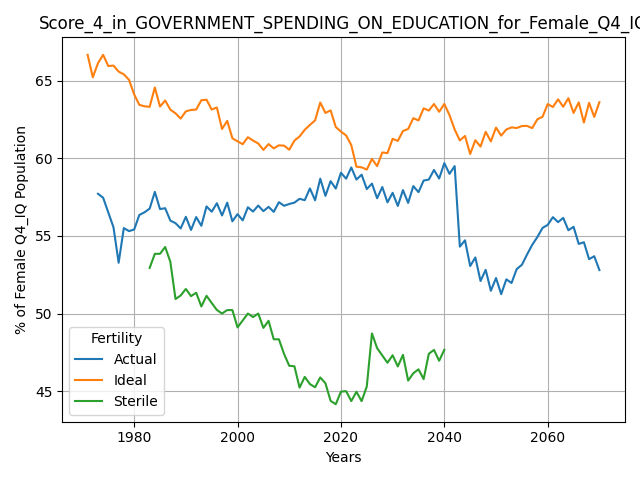 Score_4_in_GOVERNMENT_SPENDING_ON_EDUCATION_for_Female_Q4_IQ
% of Female Q4_IQ Population
65
60
55
50
45
Fertility
Actual
Ideal
Sterile
1980 2000 2020 2040 2060
Years